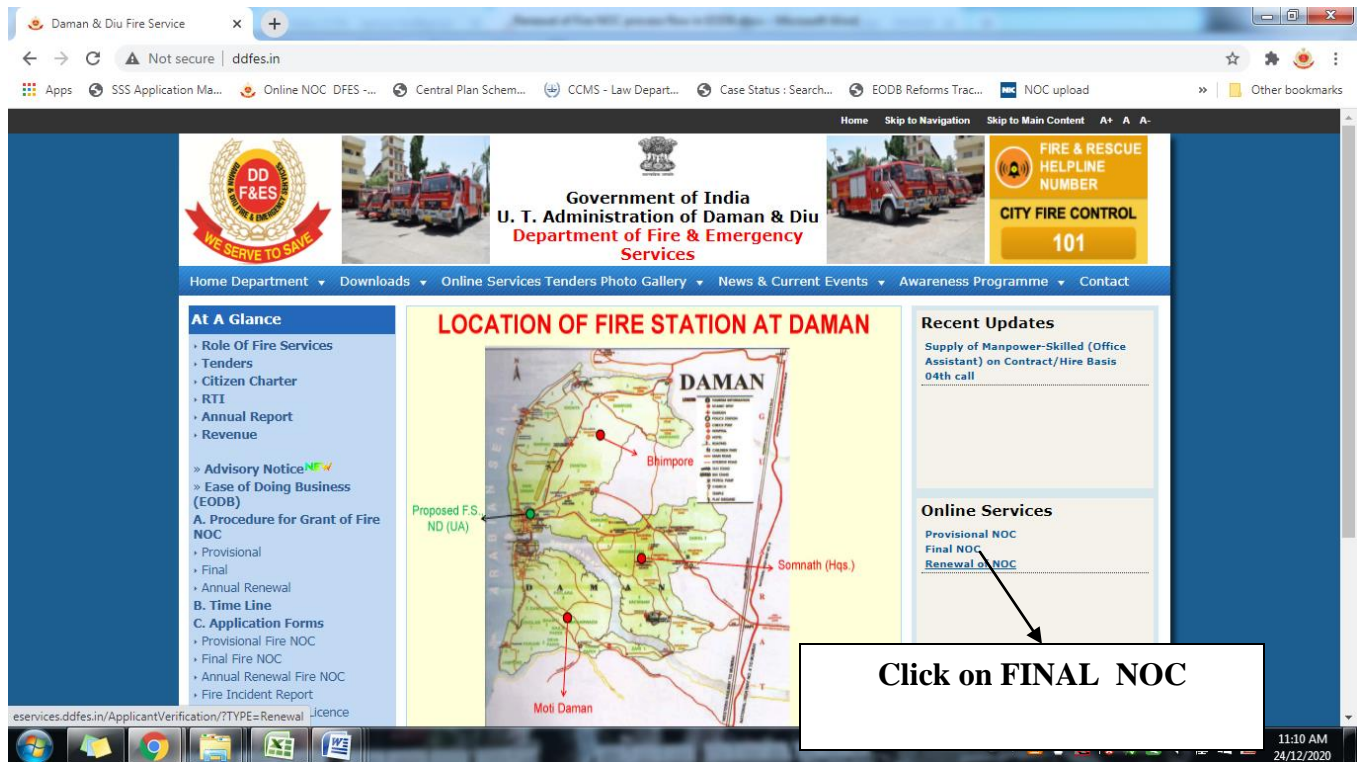 Daman & Diu Fire Service
Not secure | ddfes.in
Apps
SSS Application Ma...
Online NOC DFES -...
Central Plan Schem...
CCMS - Law Depart...
Case Status : Search...
EODB Reforms Trac...
NOC upload
»
Other bookmarks
Home Skip to Navigation Skip to Main Content A+ A A-
DD
F&ES
WE SERVE TO SAVE
Government of India
U. T. Administration of Daman & Diu
Department of Fire & Emergency
Services
FIRE & RESCUE
HELPLINE
NUMBER
CITY FIRE CONTROL
101
Home Department Downloads Online Services Tenders Photo Gallery News & Current Events Awareness Programme Contact
At A Glance
Role Of Fire Services
Tenders
Citizen Charter
RTI
Annual Report
Revenue
» Advisory Notice NEW
» Ease of Doing Business
(EODB)
A. Procedure for Grant of Fire
NOC
Provisional
Final
Annual Renewal
B. Time Line
C. Application Forms
Provisional Fire NOC
Final Fire NOC
Annual Renewal Fire NOC
Fire Incident Report
Licence
eservices.ddfes.in/ApplicantVerification/?TYPE=Renewal
LOCATION OF FIRE STATION AT DAMAN
DAMAN
Bhimpore
Proposed F.S.,
ND (UA)
Somnath (Hqs.)
D A M A N
Moti Daman
Recent Updates
Supply of Manpower-Skilled (Office
Assistant) on Contract/Hire Basis
04th call
Online Services
Provisional NOC
Final NOC
Renewal of NOC
Click on FINAL NOC
11:10 AM
24/12/2020